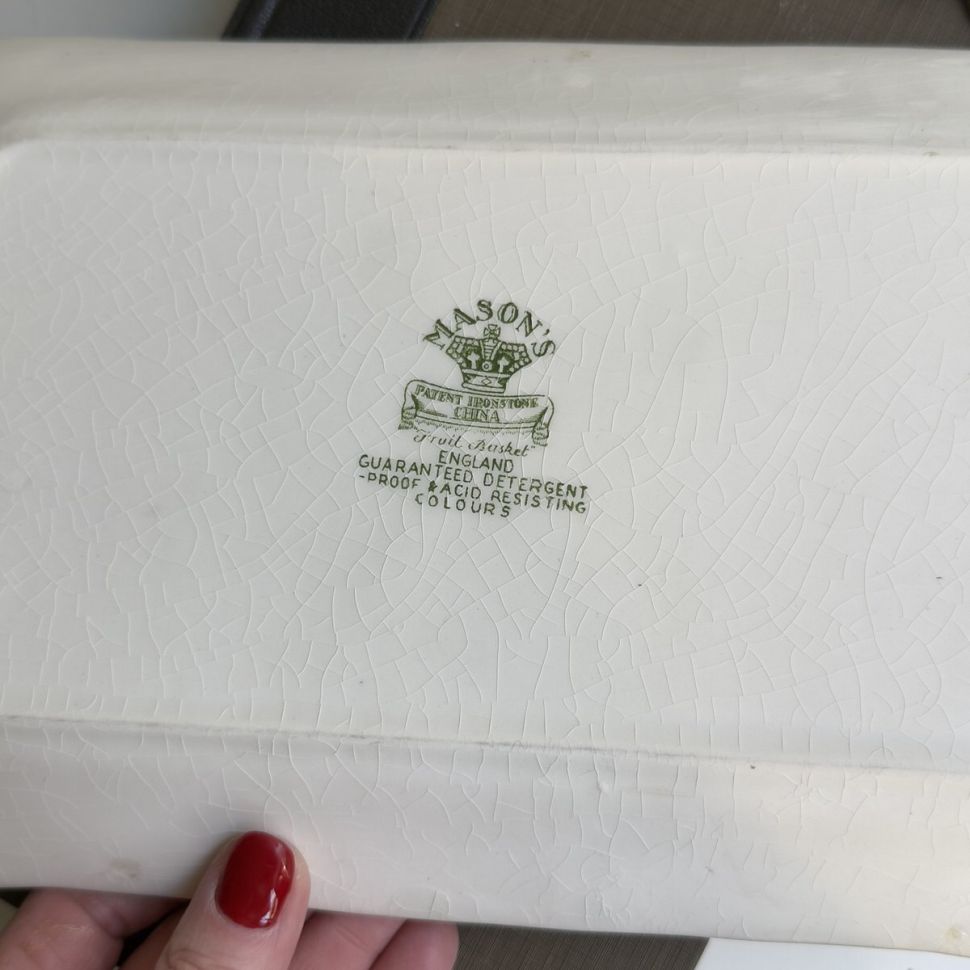 MASON'S
PATENT IRONSTONE
CHINA
"Fruit Basket"
ENGLAND
GUARANTEED DETERGENT
-PROOF & ACID RESISTING
COLOURS